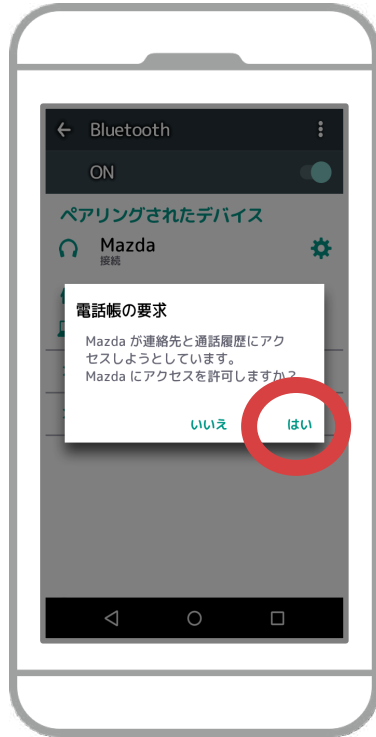 Bluetooth
ON
ペアリングされたデバイス
Mazda
接続
電話帳の要求
Mazda が連絡先と通話履歴にアク
セスしようとしています。
Mazda にアクセスを許可しますか?
いいえ
はい